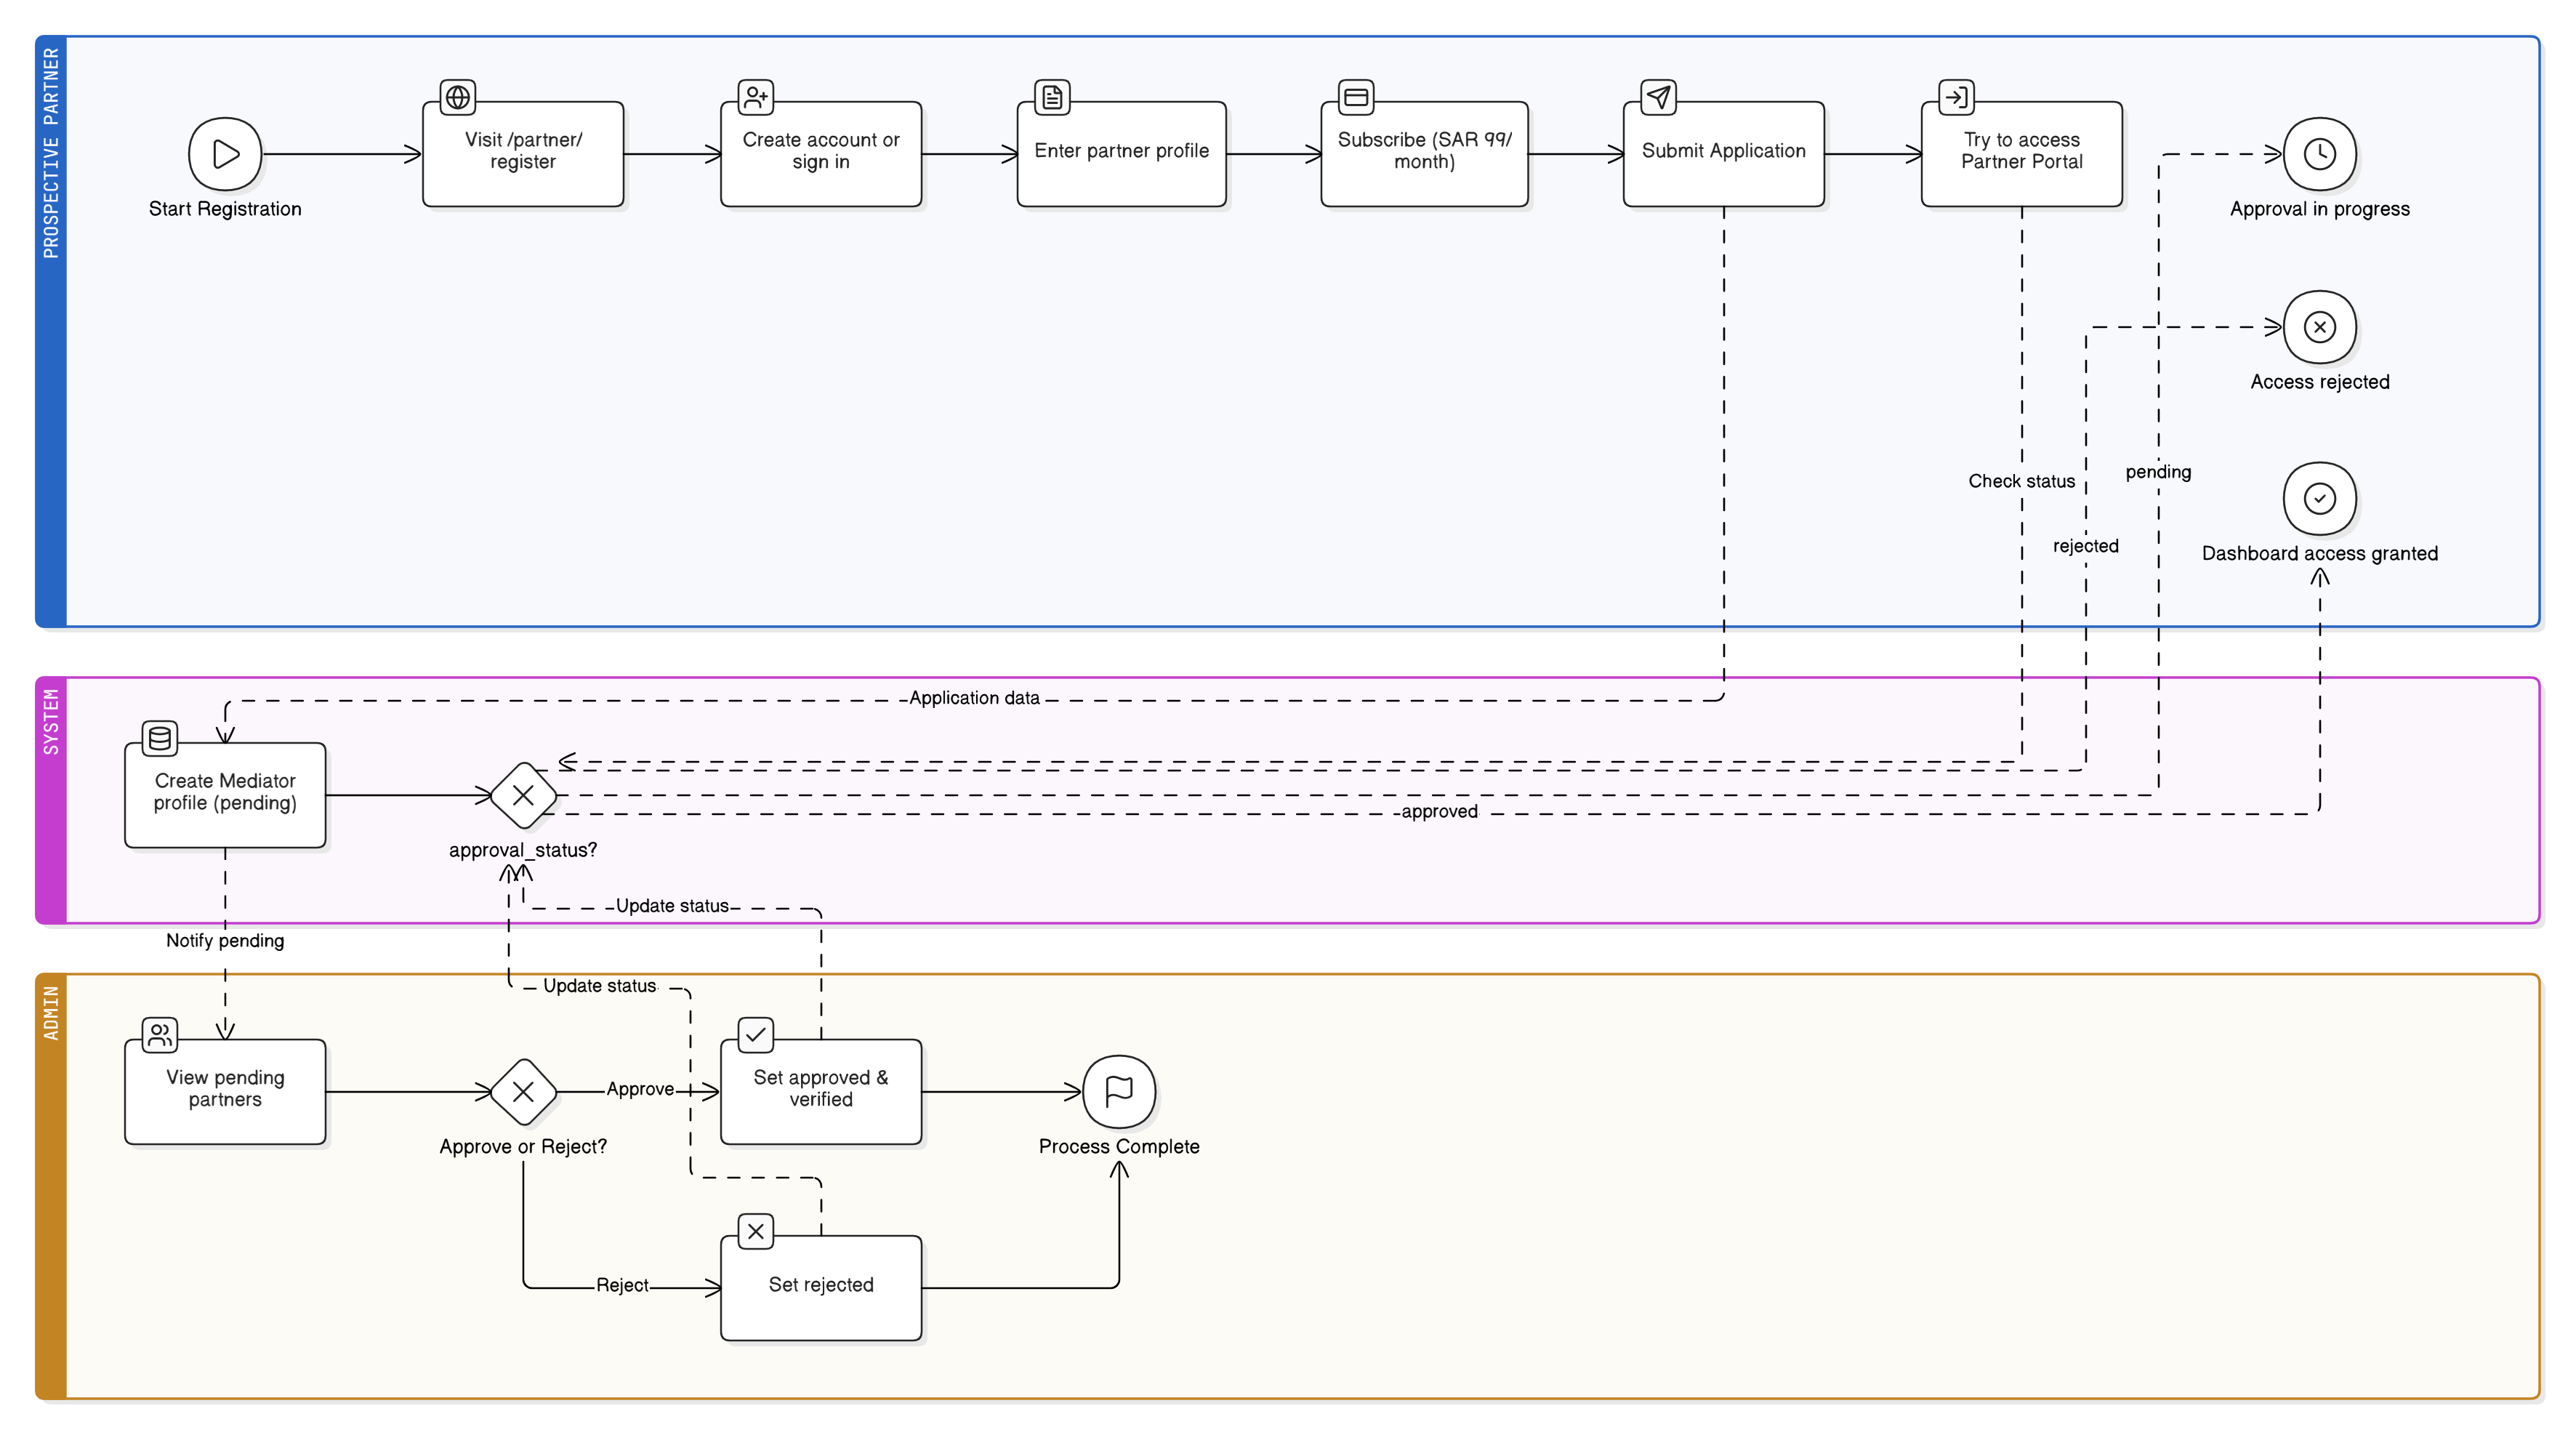 PROSPECTIVE PARTNER
Start Registration
Visit /partner/
register
Create account or
sign in
Enter partner profile
Subscribe (SAR 99/
month)
Submit Application
Try to access
Partner Portal
Approval in progress
Access rejected
Check status
pending
rejected
Dashboard access granted
SYSTEM
Application data
Create Mediator
profile (pending)
approval_status?
approved
Update status
Notify pending
ADMIN
Update status
View pending
partners
Approve or Reject?
Approve
Set approved &
verified
Process Complete
Reject
Set rejected